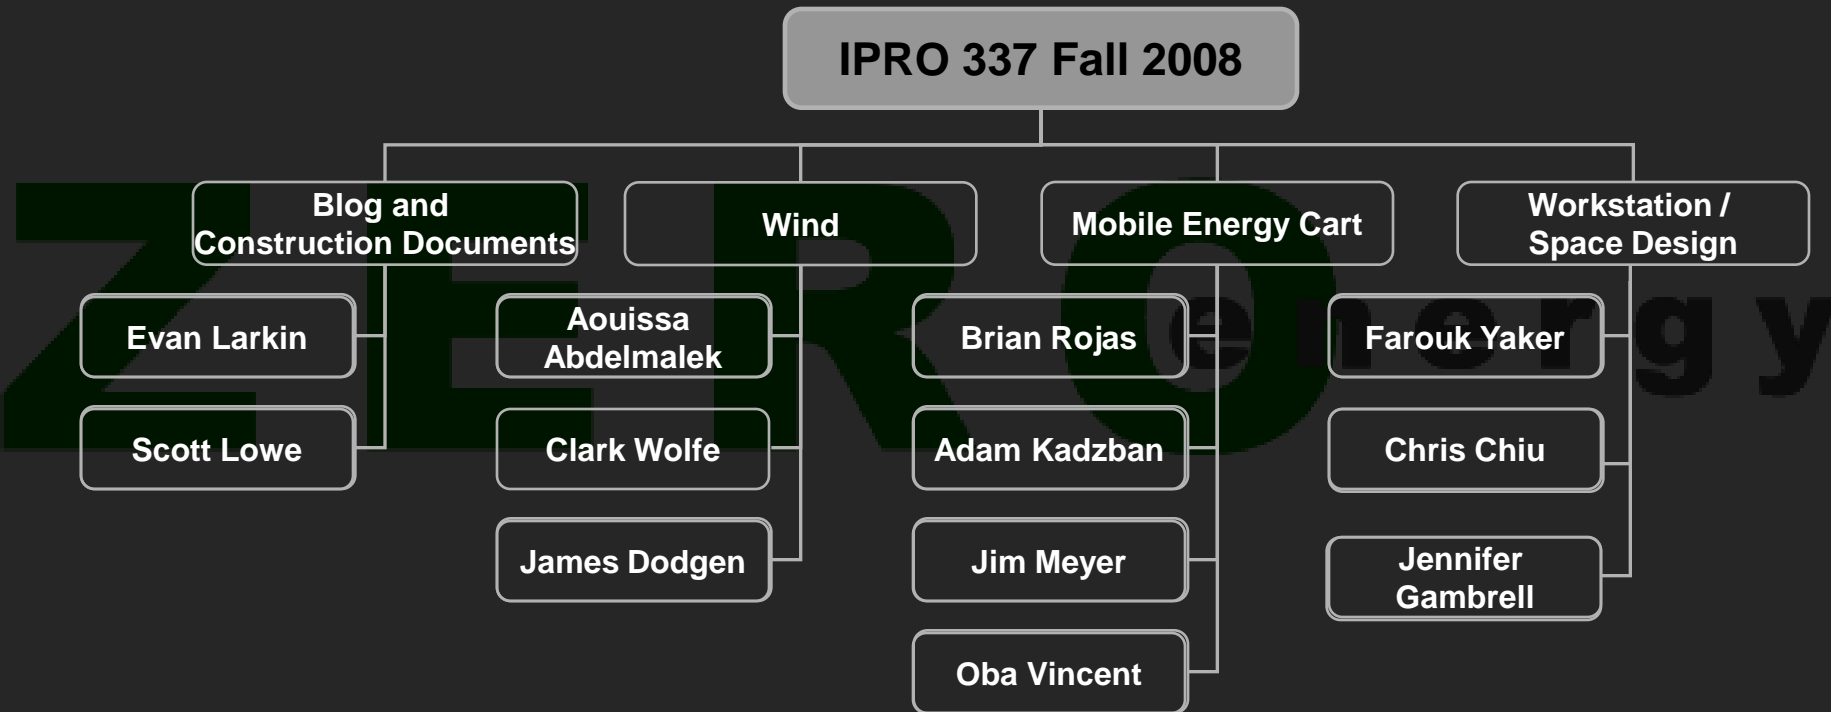 IPRO 337 Fall 2008
Blog and
Construction Documents
Wind
Mobile Energy Cart
Workstation /
Space Design
Evan Larkin
Scott Lowe
Aouissa
Abdelmalek
Clark Wolfe
James Dodgen
Brian Rojas
Adam Kadzban
Jim Meyer
Oba Vincent
Farouk Yaker
Chris Chiu
Jennifer
Gambrell
ZERO
energy